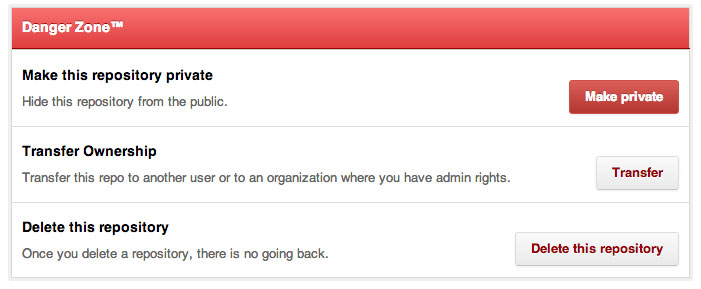 Danger Zone™
Make this repository private
Hide this repository from the public.
Make private
Transfer Ownership
Transfer this repo to another user or to an organization where you have admin rights.
Transfer
Delete this repository
Once you delete a repository, there is no going back.
Delete this repository